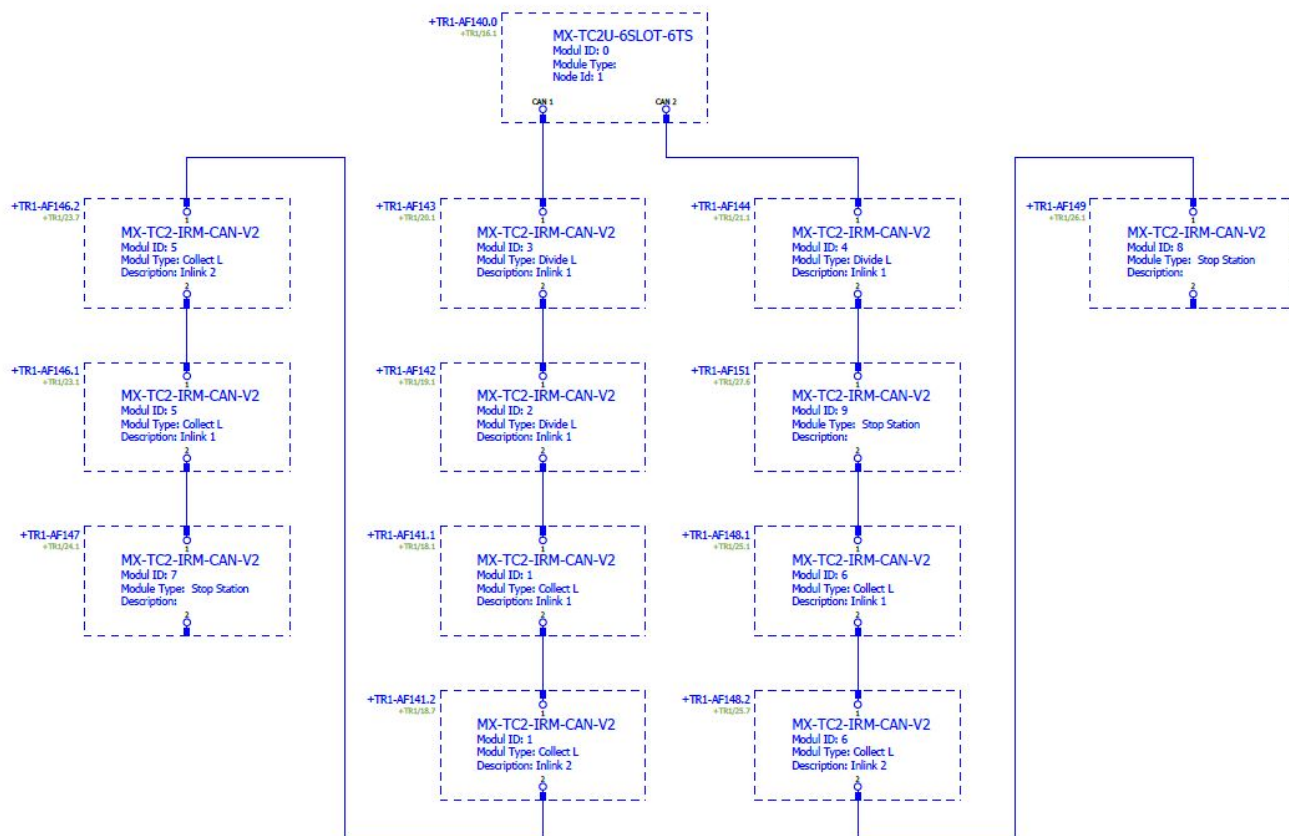 +TR1-AF140.0
+TR1/16.1
MX-TC2U-6SLOT-6TS
Modul ID: 0
Module Type:
Node Id: 1
CAN 1
CAN 2
+TR1-AF146.2
+TR1/23.7
1
MX-TC2-IRM-CAN-V2
Modul ID: 5
Modul Type: Collect L
Description: Inlink 2
2
+TR1-AF143
+TR1/20.1
1
MX-TC2-IRM-CAN-V2
Modul ID: 3
Modul Type: Divide L
Description: Inlink 1
2
+TR1-AF144
+TR1/21.1
1
MX-TC2-IRM-CAN-V2
Modul ID: 4
Modul Type: Divide L
Description: Inlink 1
2
+TR1-AF149
+TR1/26.1
1
MX-TC2-IRM-CAN-V2
Modul ID: 8
Module Type: Stop Station
Description:
2
+TR1-AF146.1
+TR1/23.1
1
MX-TC2-IRM-CAN-V2
Modul ID: 5
Modul Type: Collect L
Description: Inlink 1
2
+TR1-AF142
+TR1/19.1
1
MX-TC2-IRM-CAN-V2
Modul ID: 2
Modul Type: Divide L
Description: Inlink 1
2
+TR1-AF151
+TR1/27.6
1
MX-TC2-IRM-CAN-V2
Modul ID: 9
Module Type: Stop Station
Description:
2
+TR1-AF147
+TR1/24.1
1
MX-TC2-IRM-CAN-V2
Modul ID: 7
Module Type: Stop Station
Description:
2
+TR1-AF141.1
+TR1/18.1
1
MX-TC2-IRM-CAN-V2
Modul ID: 1
Modul Type: Collect L
Description: Inlink 1
2
+TR1-AF148.1
+TR1/25.1
1
MX-TC2-IRM-CAN-V2
Modul ID: 6
Modul Type: Collect L
Description: Inlink 1
2
+TR1-AF141.2
+TR1/18.7
1
MX-TC2-IRM-CAN-V2
Modul ID: 1
Modul Type: Collect L
Description: Inlink 2
2
+TR1-AF148.2
+TR1/25.7
1
MX-TC2-IRM-CAN-V2
Modul ID: 6
Modul Type: Collect L
Description: Inlink 2
2